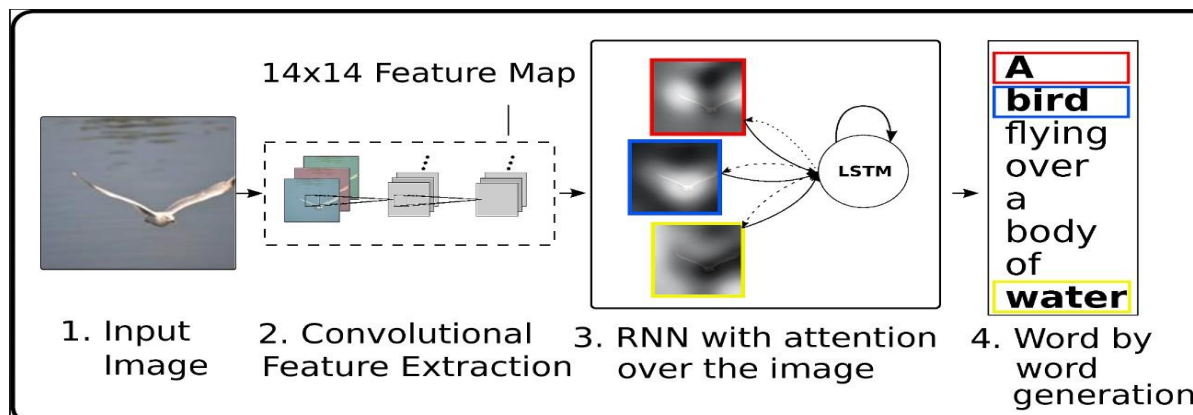 14x14 Feature Map
LSTM
A
bird
flying
over
a
body
of
water
1. Input
Image
2. Convolutional
Feature Extraction
3. RNN with attention
over the image
4. Word by
word
generation